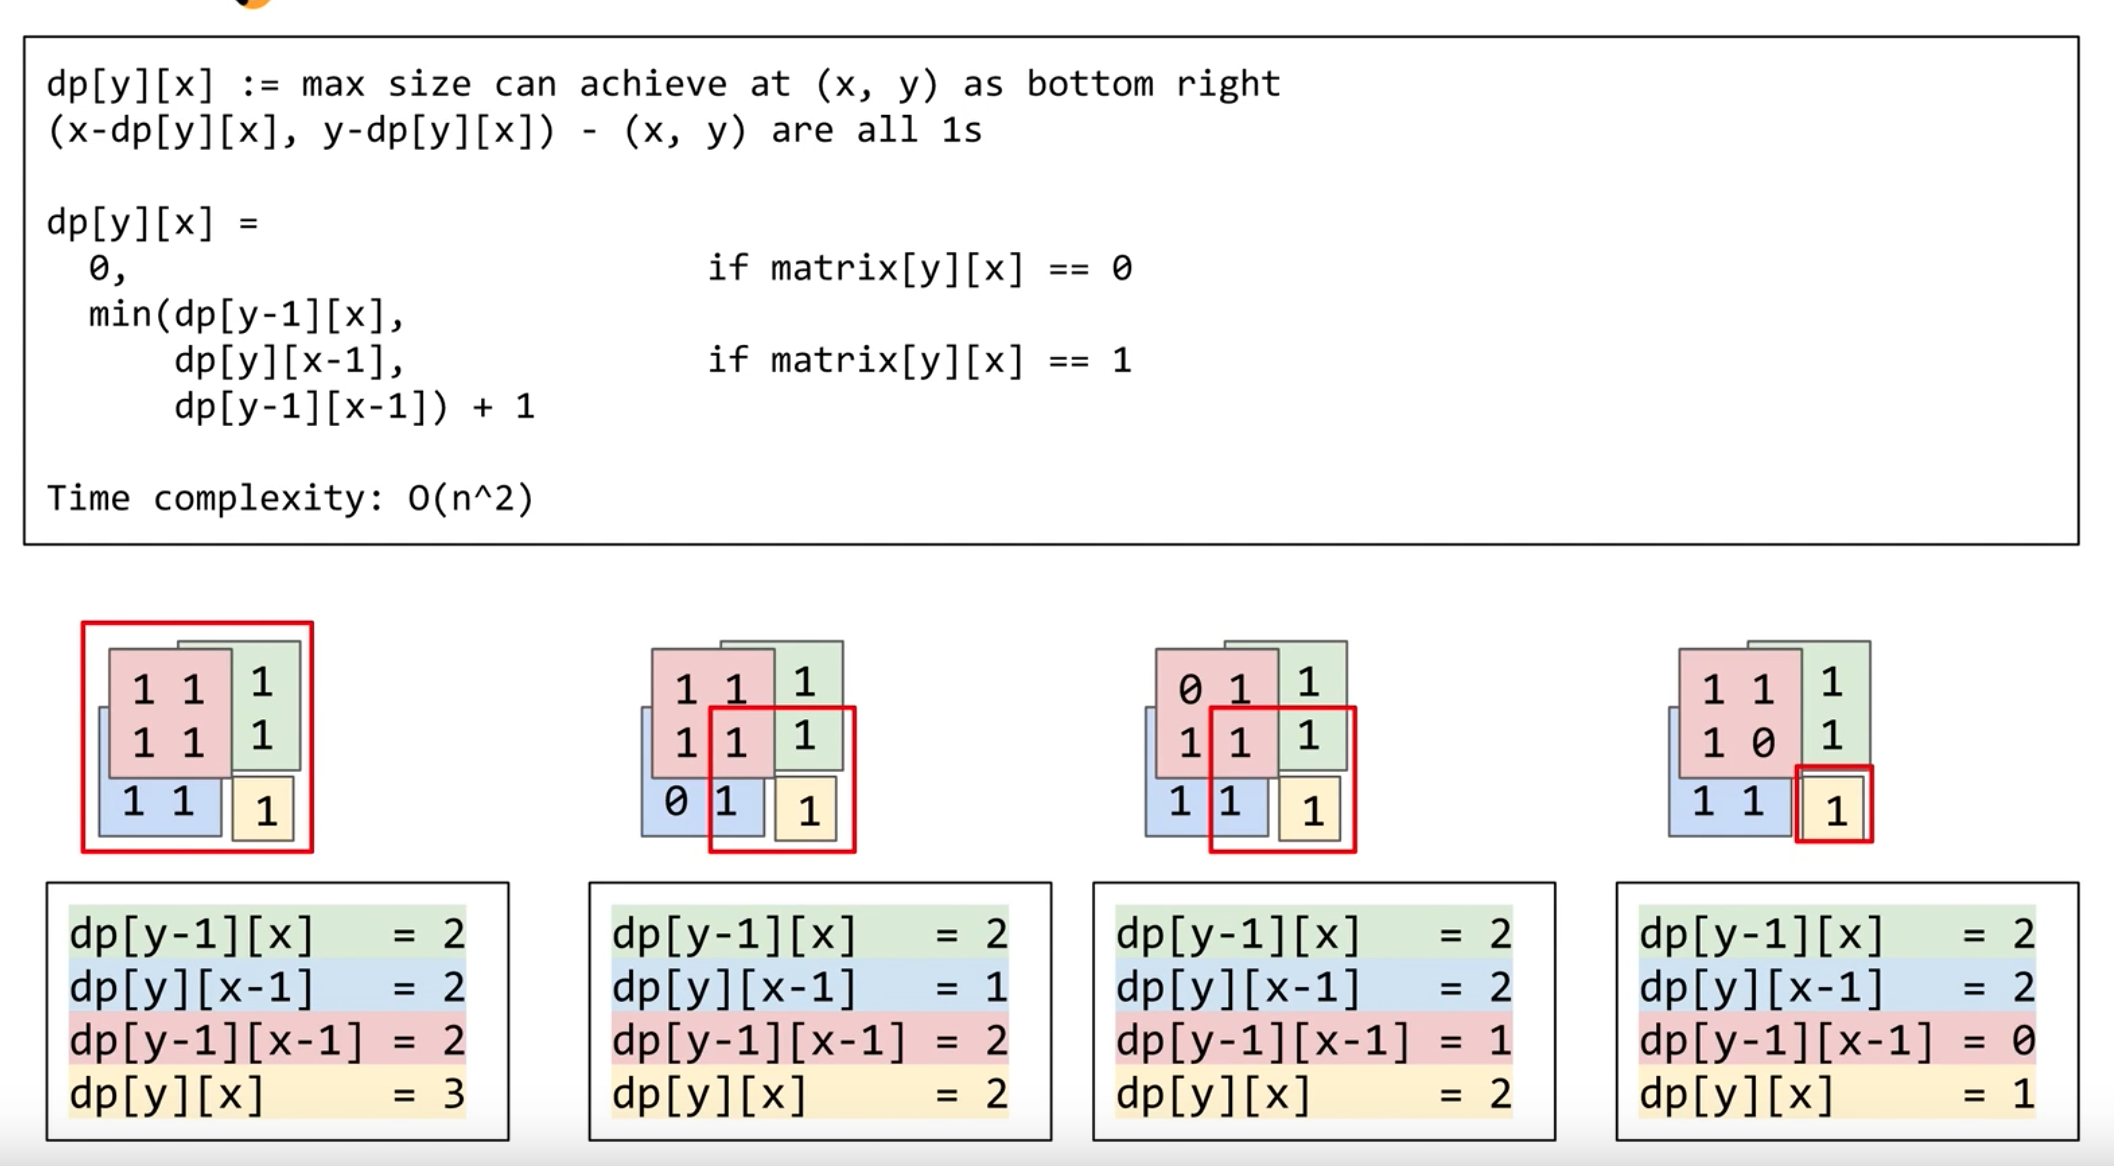 dp[y][x] := max size can achieve at (x, y) as bottom right
(x-dp[y][x], y-dp[y][x]) - (x, y) are all 1s
dp[y][x] =
0, if matrix[y][x] == 0
min(dp[y-1][x],
dp[y][x-1], if matrix[y][x] == 1
dp[y-1][x-1]) + 1
Time complexity: O(n^2)
1 1 1
1 1 1
1 1 1
1 1 1
1 1 1
0 1 1
0 1 1
1 1 1
1 1 1
1 1 1
1 0 1
1 1 1
dp[y-1][x] = 2
dp[y][x-1] = 2
dp[y-1][x-1] = 2
dp[y][x] = 3
dp[y-1][x] = 2
dp[y][x-1] = 1
dp[y-1][x-1] = 2
dp[y][x] = 2
dp[y-1][x] = 2
dp[y][x-1] = 2
dp[y-1][x-1] = 1
dp[y][x] = 2
dp[y-1][x] = 2
dp[y][x-1] = 2
dp[y-1][x-1] = 0
dp[y][x] = 1